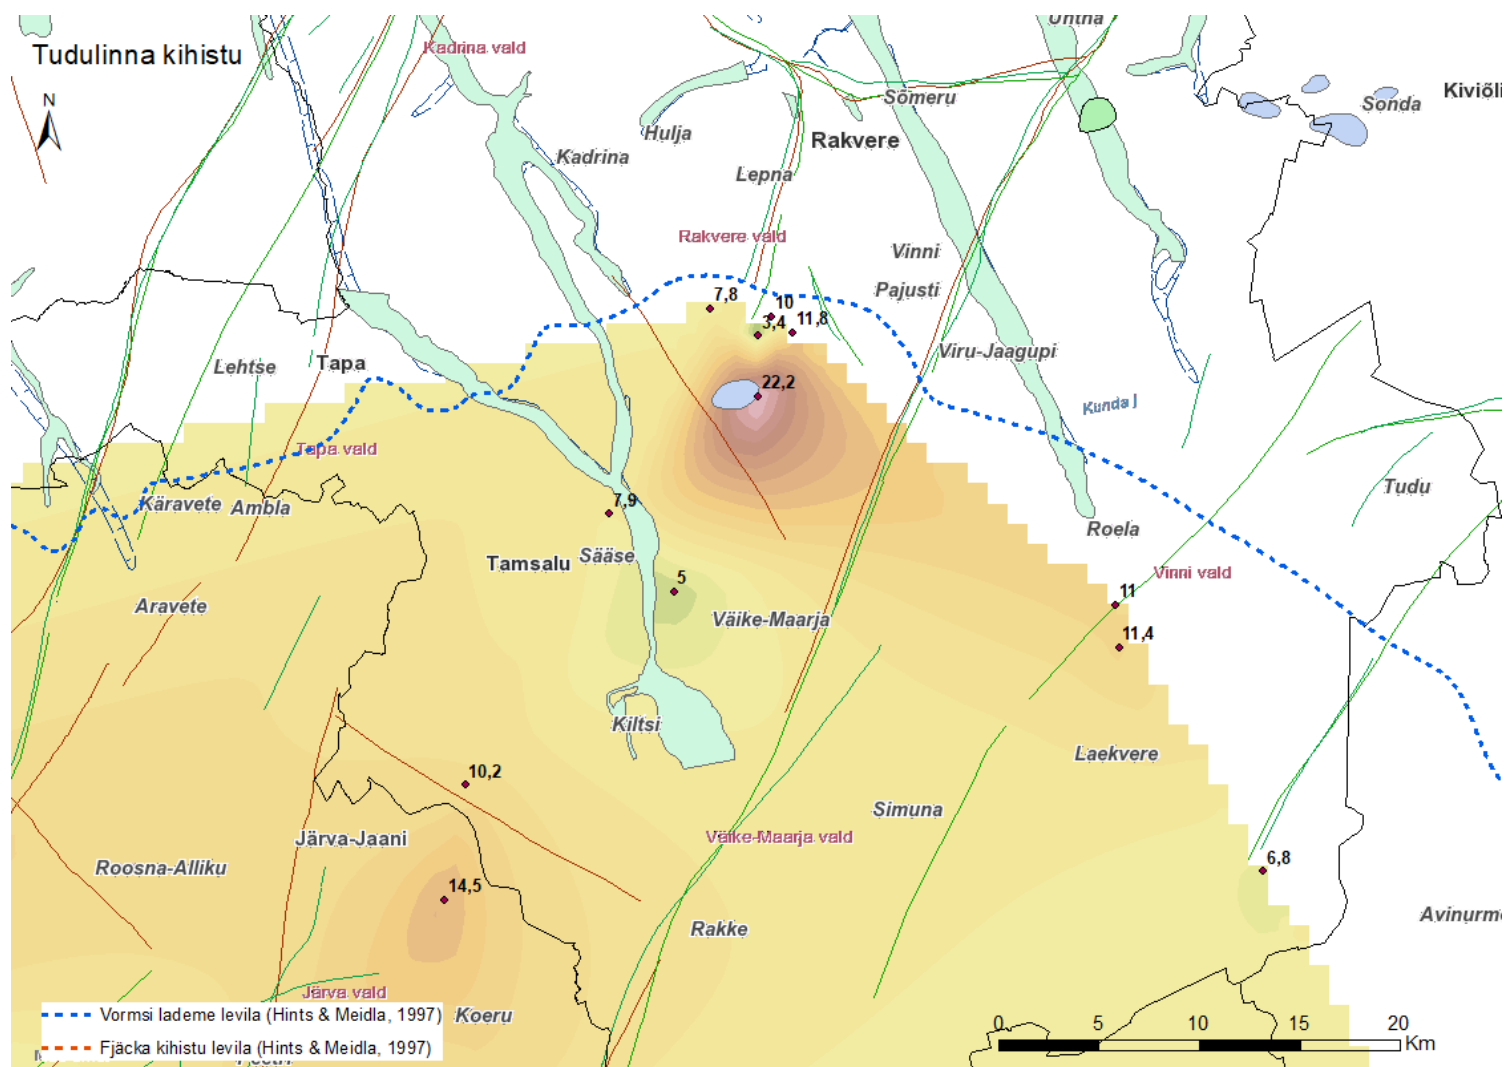 Untna
Kadrina vald
Tudulinna kihistu
Kiviõli
Sonda
Sõmeru
N
Hulja
Rakvere
Kadrina
Lepna
Rakvere vald
Vinni
Pajusti
7,8
10
11,8
3,4
Viru-Jaagupi
Tapa
Lehtse
22,2
Kunda j
Tapa vald
Tudu
7,9
Käravete
Ambla
Roela
Sääse
Tamsalu
Vinni vald
5
11
Aravete
Väike-Maarja
11,4
Kiltsi
Laekvere
10,2
Simuna
Järva-Jaani
Väike-Maarja vald
Roosna-Alliku
6,8
14,5
Avinurme
Rakke
Järva vald
Vormsi lademe levila (Hints & Meidla, 1997)
Koeru
0 5 10 15 20
Km
Fjäcka kihistu levila (Hints & Meidla, 1997)